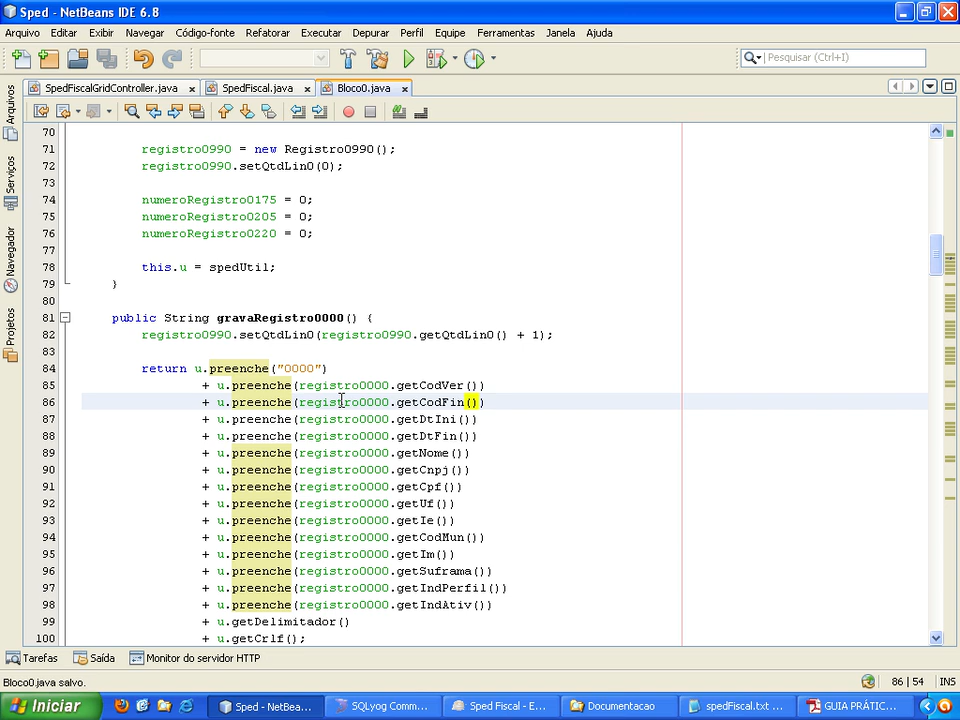 Sped - NetBeans IDE 6.8
Arquivo Editar Exibir Navegar Código-fonte Refatorar Executar Depurar Perfil Equipe Ferramentas Janela Ajuda
Pesquisar (Ctrl+I)
SpedFiscalGridController.java SpedFiscal.java Bloco0.java
Arquivos
Serviços
Navegador
Projetos
70
71 registro0990 = new Registro0990();
72 registro0990.setQtdLin0(0);
73
74 numeroRegistro0175 = 0;
75 numeroRegistro0205 = 0;
76 numeroRegistro0220 = 0;
77
78 this.u = spedUtil;
79 }
80
81 public String gravaRegistro0000() {
82 registro0990.setQtdLin0(registro0990.getQtdLin0() + 1);
83
84 return u.preenche("0000")
85 + u.preenche(registro0000.getCodVer())
86 + u.preenche(registro0000.getCodFin())
87 + u.preenche(registro0000.getDtIni())
88 + u.preenche(registro0000.getDtFin())
89 + u.preenche(registro0000.getNome())
90 + u.preenche(registro0000.getCnpj())
91 + u.preenche(registro0000.getCpf())
92 + u.preenche(registro0000.getUf())
93 + u.preenche(registro0000.getIe())
94 + u.preenche(registro0000.getCodMun())
95 + u.preenche(registro0000.getIm())
96 + u.preenche(registro0000.getSuframa())
97 + u.preenche(registro0000.getIndPerfil())
98 + u.preenche(registro0000.getIndAtiv())
99 + u.getDelimitador()
100 + u.getCrlf();
Tarefas Saída Monitor do servidor HTTP
Bloco0.java salvo. 86 | 54 INS
Iniciar Sped - NetBea... SQLyog Comm... Sped Fiscal - E... Documentacao spedFiscal.txt ... GUIA PRÁTIC... 09:29